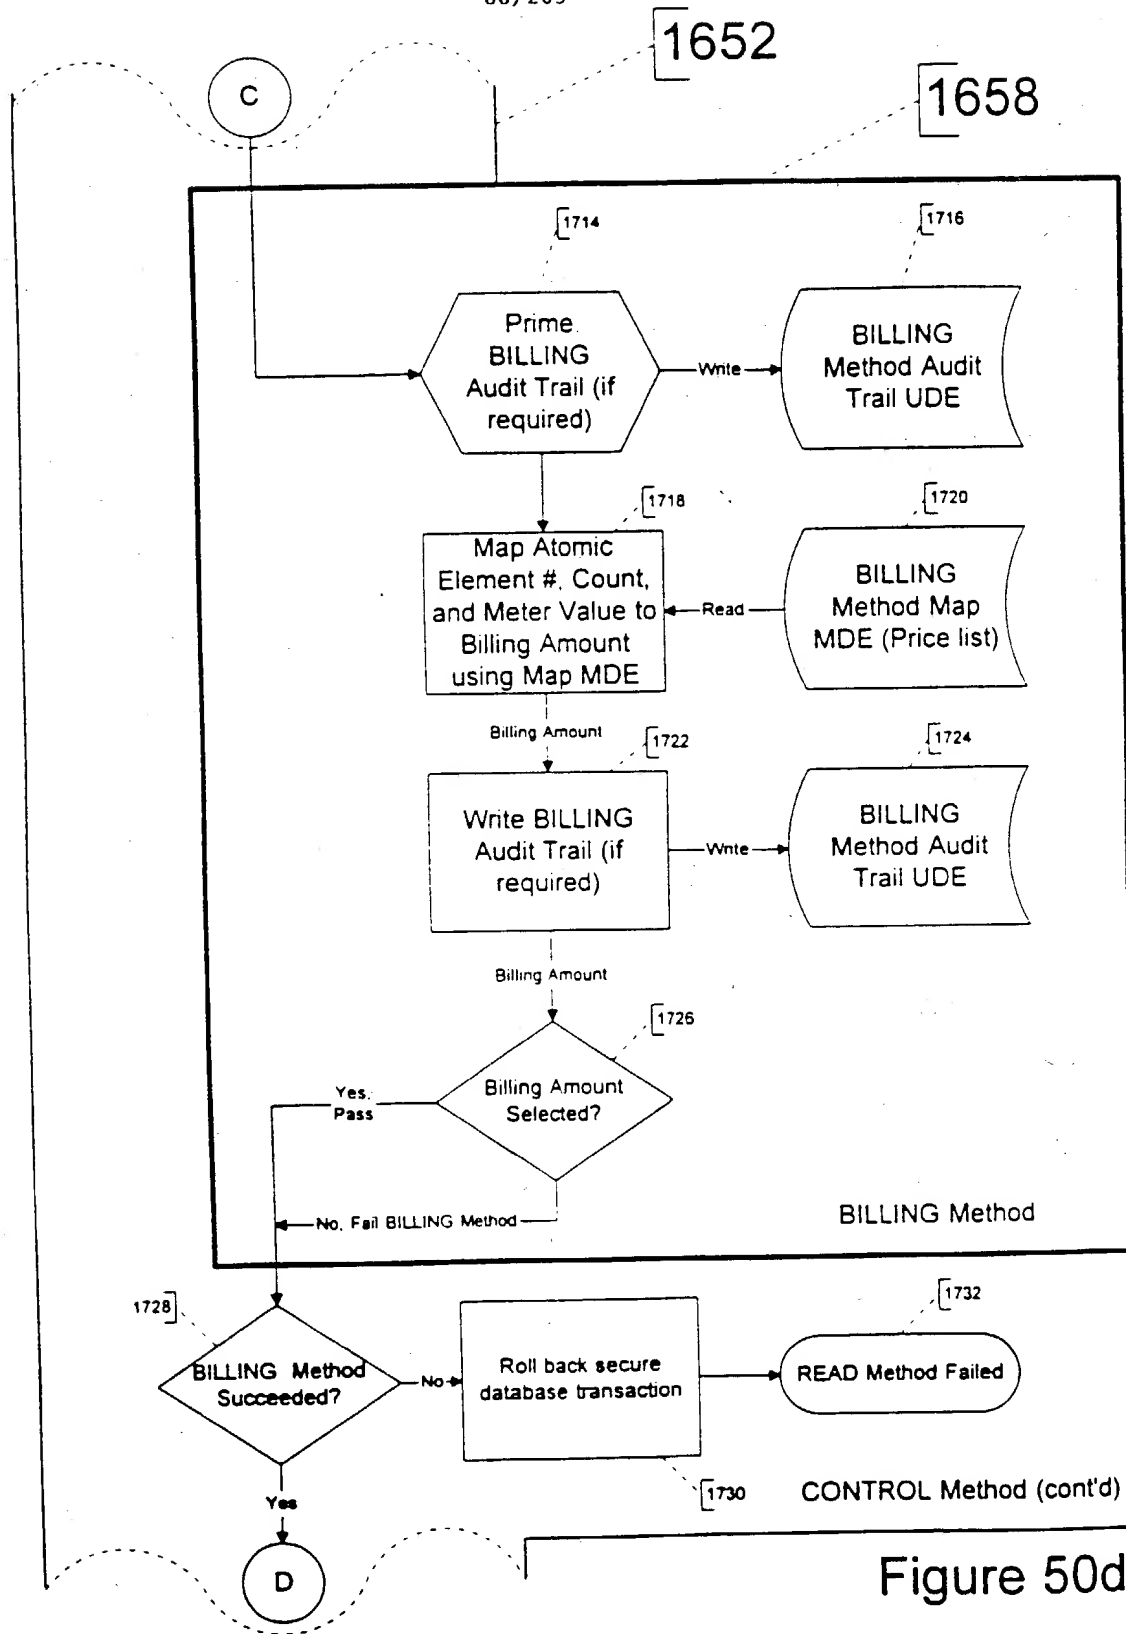 1652
1658
C
1714
1716
Prime
BILLING
Audit Trail (if
required)
Write
BILLING
Method Audit
Trail UDE
1718
1720
Map Atomic
Element #, Count,
and Meter Value to
Billing Amount
using Map MDE
Read
BILLING
Method Map
MDE (Price list)
Billing Amount
1722
1724
Write BILLING
Audit Trail (if
required)
Write
BILLING
Method Audit
Trail UDE
Billing Amount
1726
Billing Amount
Selected?
Yes,
Pass
No, Fail BILLING Method
BILLING Method
1728
1732
BILLING Method
Succeeded?
No
Roll back secure
database transaction
READ Method Failed
1730
CONTROL Method (cont'd)
Yes
D
Figure 50d